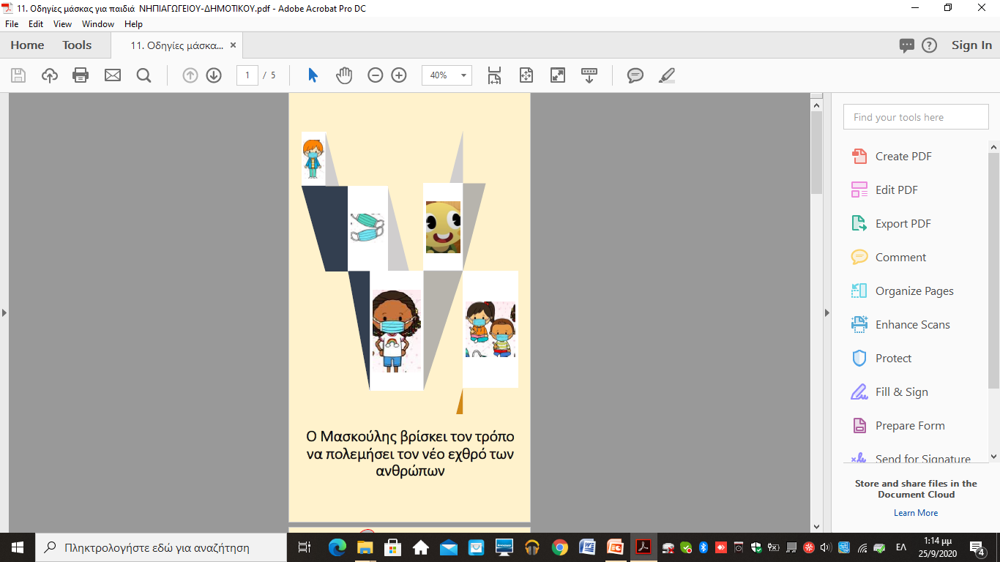 11. Οδηγίες μάσκας για παιδιά ΝΗΠΙΑΓΩΓΕΙΟΥ-ΔΗΜΟΤΙΚΟΥ.pdf - Adobe Acrobat Pro DC
File Edit View Window Help
Home Tools 11. Οδηγίες μάσκα... × Sign In
1 / 5 40%
Find your tools here
Create PDF
Edit PDF
Export PDF
Comment
Organize Pages
Enhance Scans
Protect
Fill & Sign
Prepare Form
Send for Signature
Store and share files in the
Document Cloud
Learn More
Ο Μασκούλης βρίσκει τον τρόπο
να πολεμήσει τον νέο εχθρό των
ανθρώπων
Πληκτρολογήστε εδώ για αναζήτηση
ΕΛ
1:14 μμ
25/9/2020
4